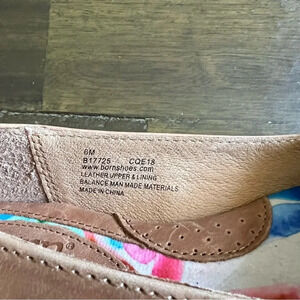 6M
B17725 CQE18
www.bornshoes.com
LEATHER UPPER & LINING
BALANCE MAN MADE MATERIALS
MADE IN CHINA